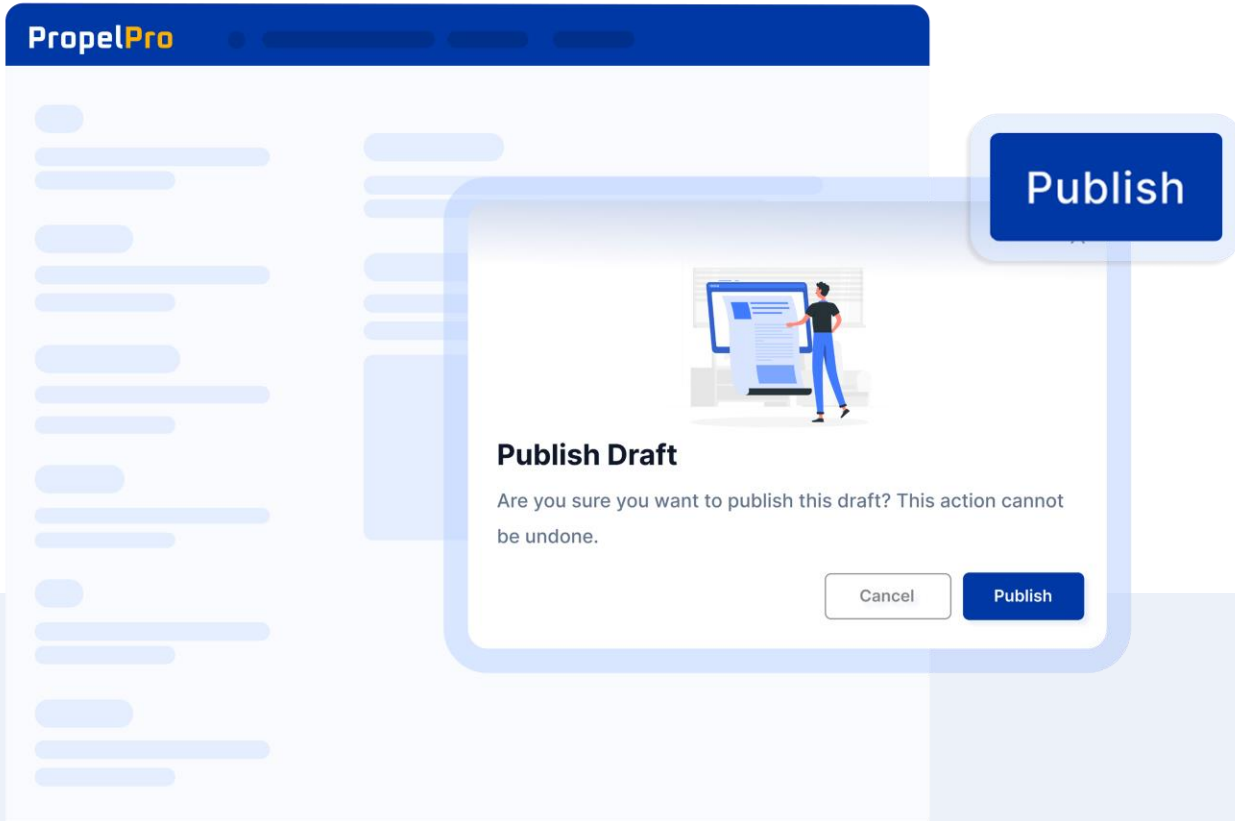 PropelPro
Publish
Publish Draft
Are you sure you want to publish this draft? This action cannot
be undone.
Cancel
Publish